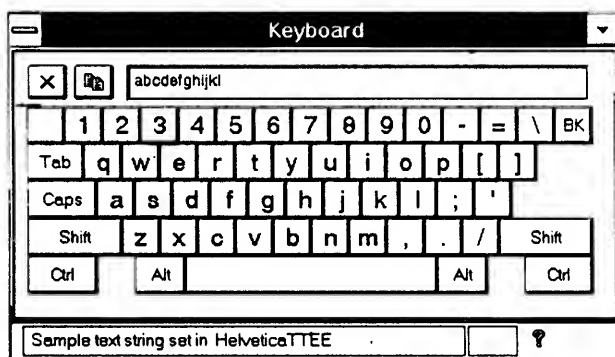 Keyboard
abcdefghijkl
1 2 3 4 5 6 7 8 9 0 - = \ BK
Tab q w e r t y u i o p [ ]
Caps a s d f g h j k l ; '
Shift z x c v b n m , . / Shift
Ctrl Alt Alt Ctrl
Sample text string set in HelveticaTTEE ?